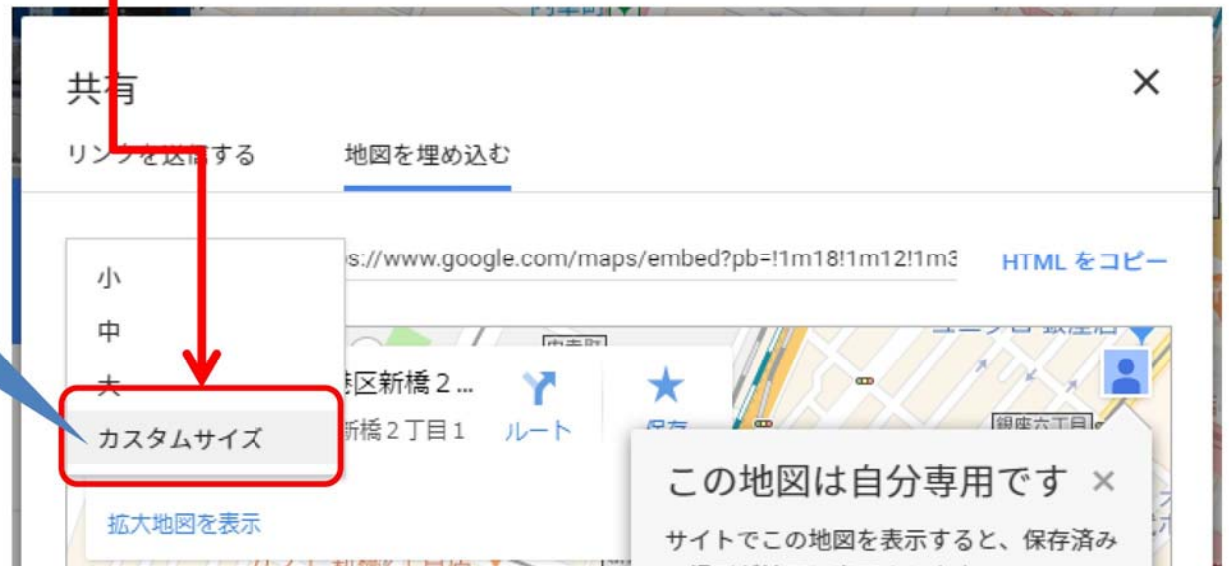 共有
リンクを送信する
地図を埋め込む
s://www.google.com/maps/embed?pb=!1m18!1m12!1m3
HTML をコピー
小
中
大
カスタムサイズ
区新橋２...
新橋２丁目１
ルート
保存
拡大地図を表示
銀座六丁目
この地図は自分専用です
サイトでこの地図を表示すると、保存済み